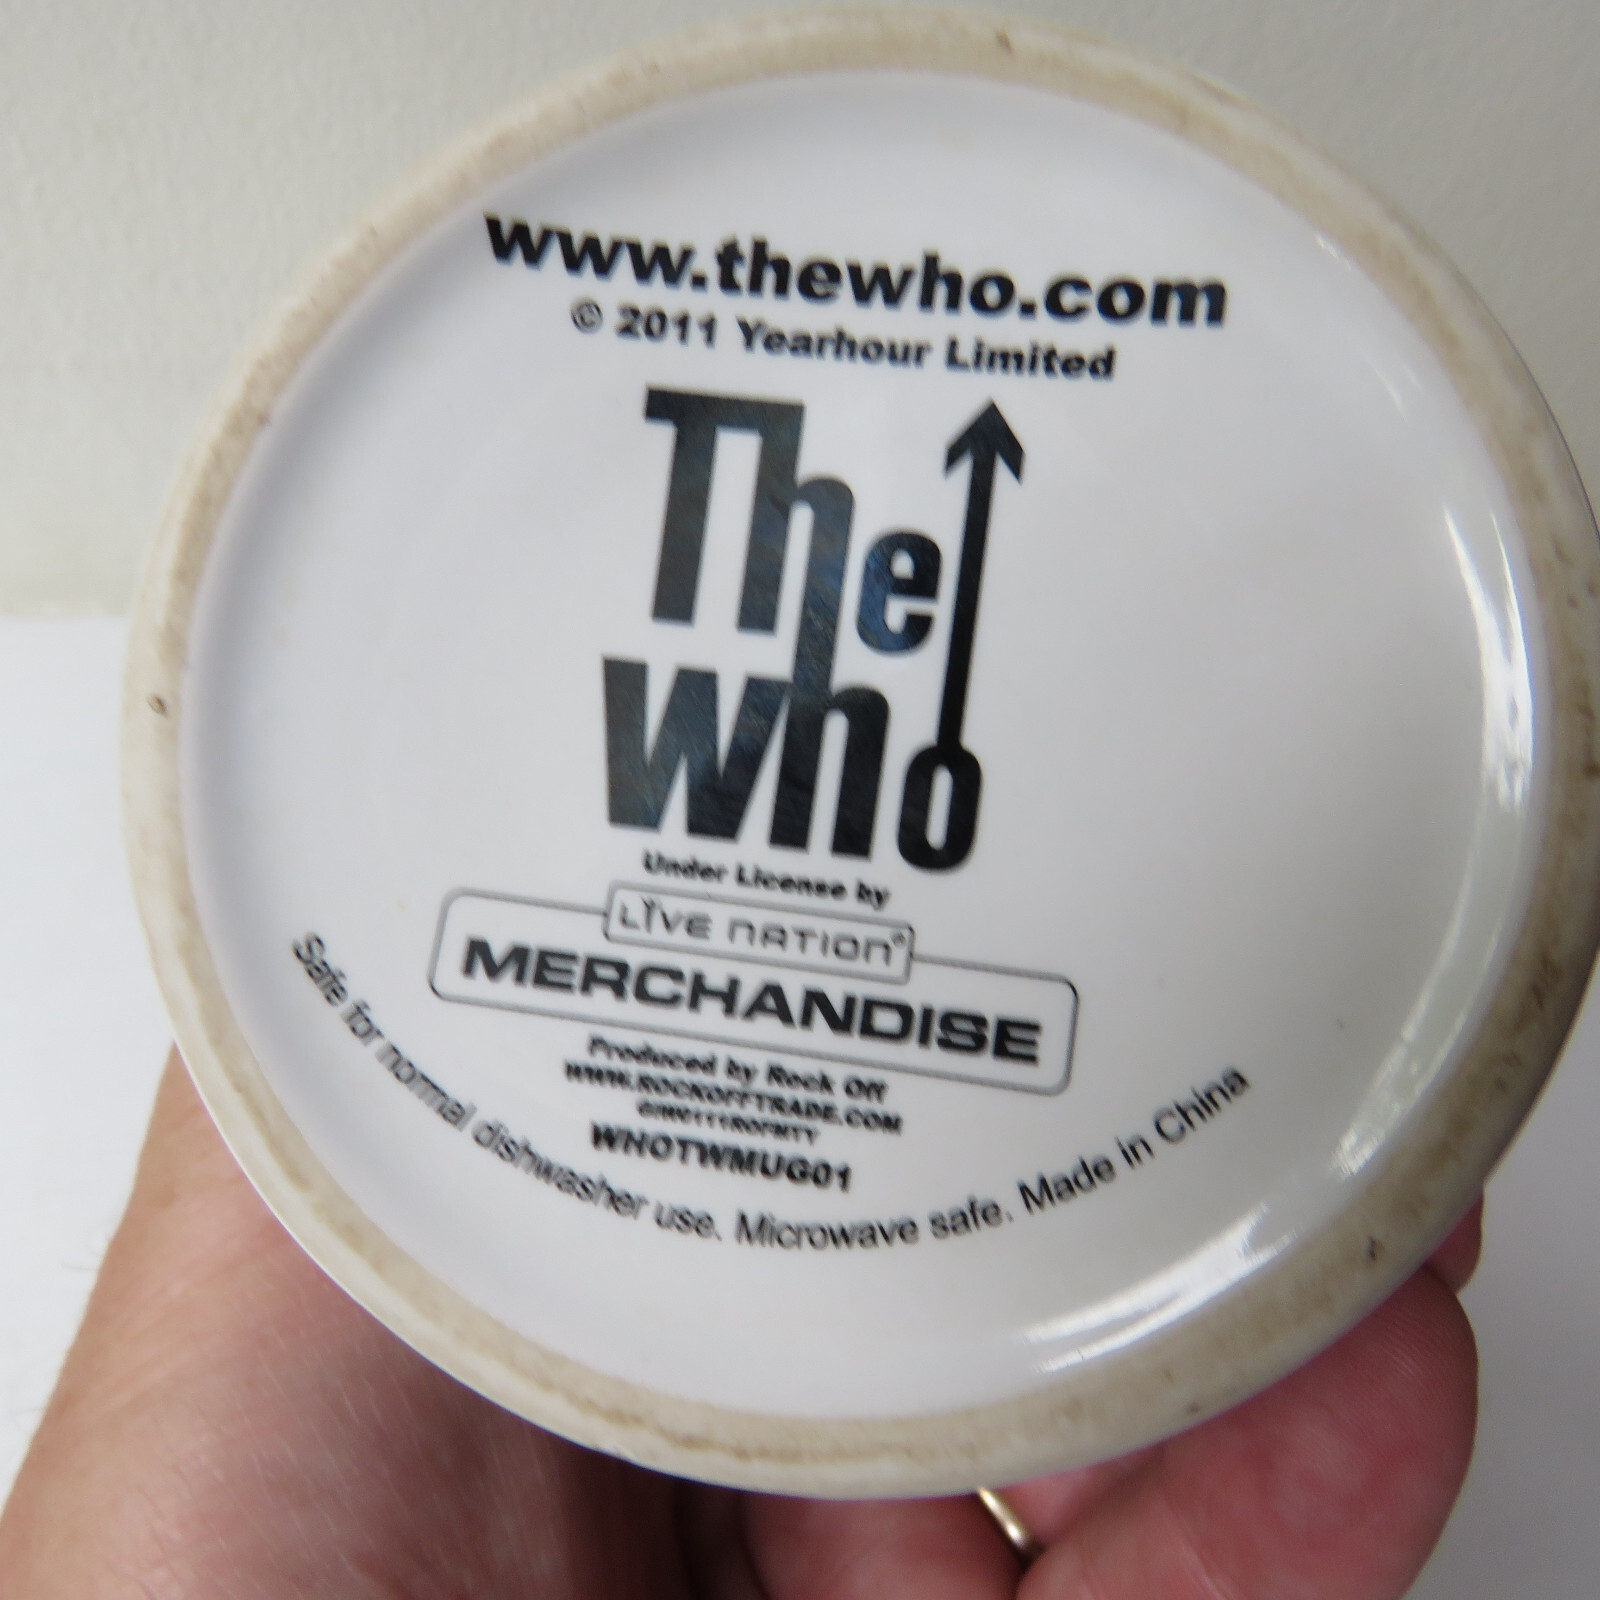 www.thewho.com
© 2011 Yearhour Limited
The
Who
Under License by
LIVE NATION®
MERCHANDISE
Produced by Rock Off
WWW.ROCKOFFTRADE.COM
WHOTWMUG01
Safe for normal dishwasher use. Microwave safe. Made in China